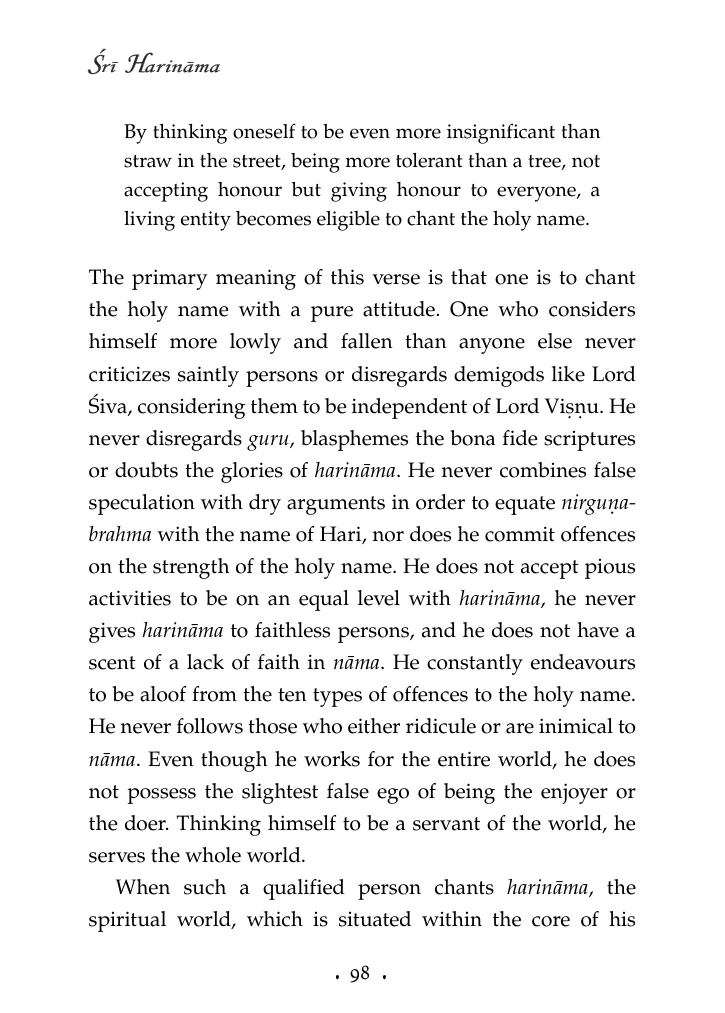 Śrī Harināma
By thinking oneself to be even more insignificant than
straw in the street, being more tolerant than a tree, not
accepting honour but giving honour to everyone, a
living entity becomes eligible to chant the holy name.
The primary meaning of this verse is that one is to chant
the holy name with a pure attitude. One who considers
himself more lowly and fallen than anyone else never
criticizes saintly persons or disregards demigods like Lord
Śiva, considering them to be independent of Lord Viṣṇu. He
never disregards guru, blasphemes the bona fide scriptures
or doubts the glories of harināma. He never combines false
speculation with dry arguments in order to equate nirguṇa-
brahma with the name of Hari, nor does he commit offences
on the strength of the holy name. He does not accept pious
activities to be on an equal level with harināma, he never
gives harināma to faithless persons, and he does not have a
scent of a lack of faith in nāma. He constantly endeavours
to be aloof from the ten types of offences to the holy name.
He never follows those who either ridicule or are inimical to
nāma. Even though he works for the entire world, he does
not possess the slightest false ego of being the enjoyer or
the doer. Thinking himself to be a servant of the world, he
serves the whole world.
When such a qualified person chants harināma, the
spiritual world, which is situated within the core of his
• 98 •